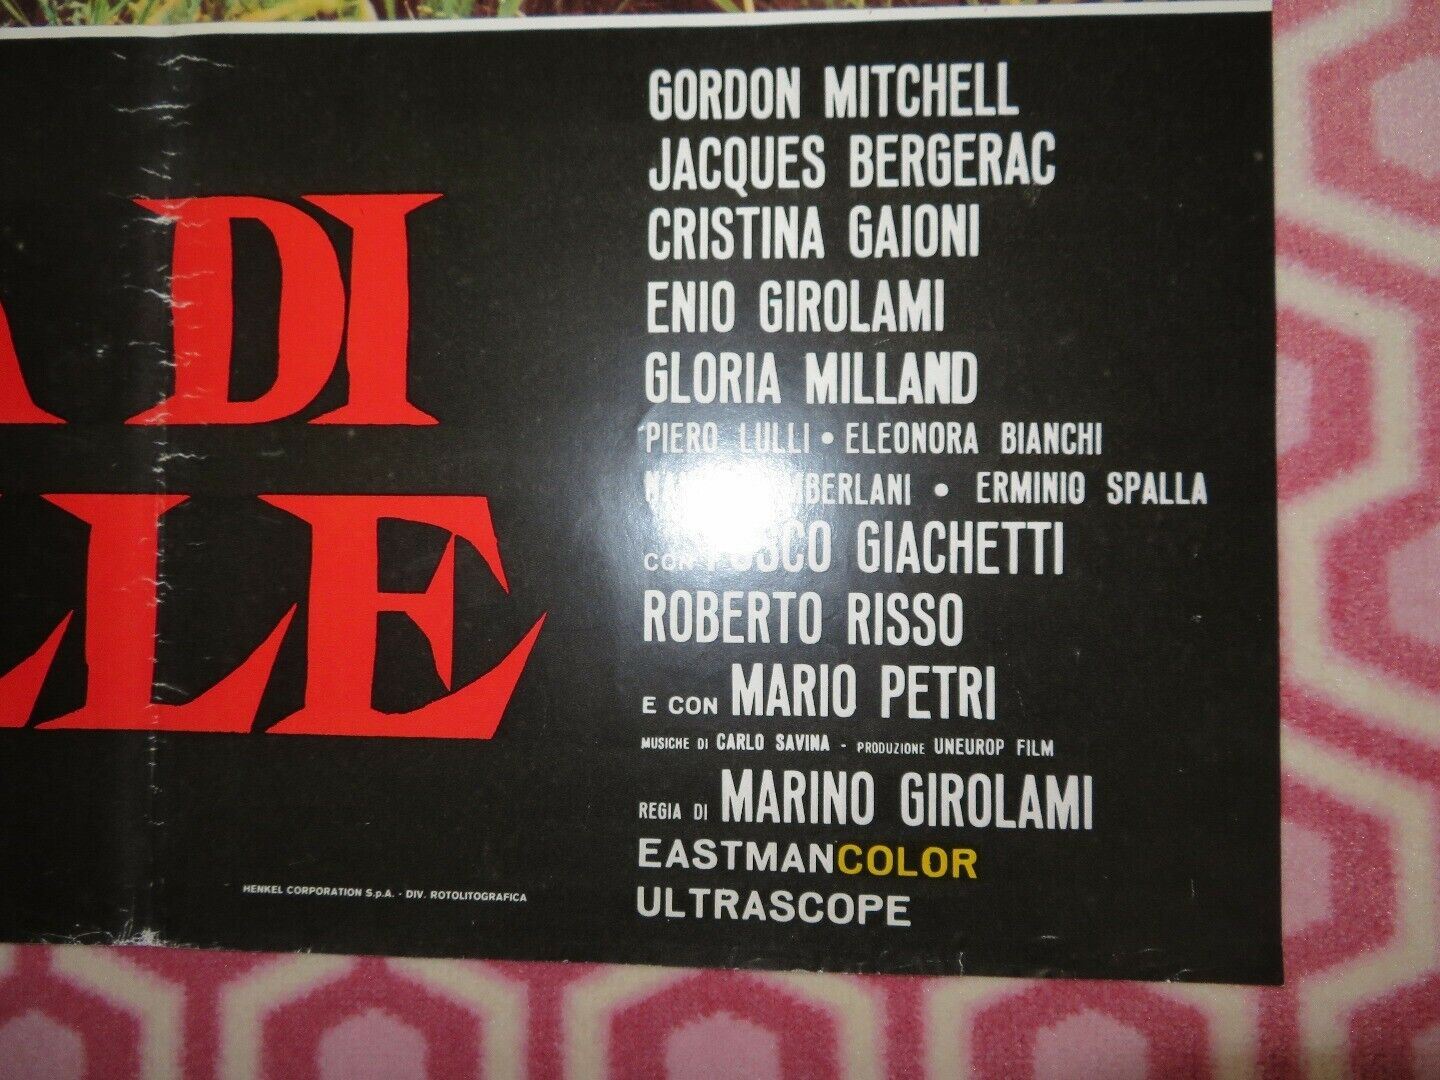 DI
LLE
GORDON MITCHELL
JACQUES BERGERAC
CRISTINA GAIONI
ENIO GIROLAMI
GLORIA MILLAND
PIERO LULLI • ELEONORA BIANCHI
• ERMINIO SPALLA
CON FOSCO GIACHETTI
ROBERTO RISSO
E CON MARIO PETRI
MUSICHE DI CARLO SAVINA - PRODUZIONE UNEUROP FILM
REGIA DI MARINO GIROLAMI
EASTMANCOLOR
ULTRASCOPE
HENKEL CORPORATION S.p.A. - DIV. ROTOLITOGRAFICA